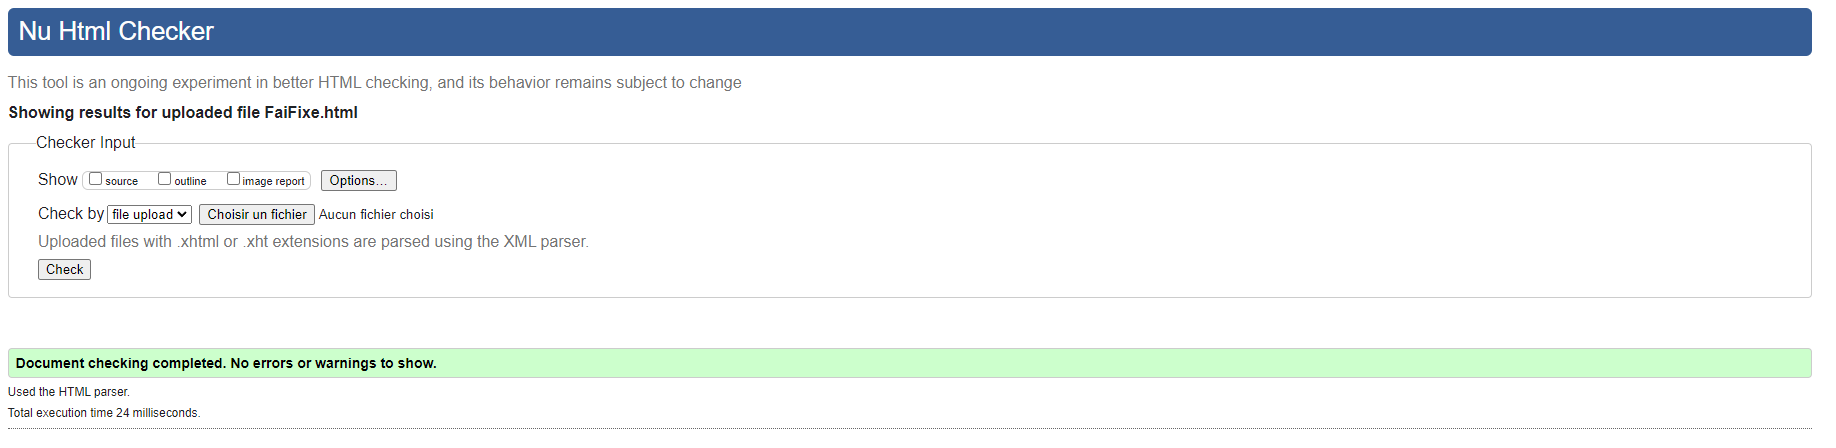 Nu Html Checker
This tool is an ongoing experiment in better HTML checking, and its behavior remains subject to change
Showing results for uploaded file FaiFixe.html
Checker Input
Show source outline image report Options...
Check by file upload Choisir un fichier Aucun fichier choisi
Uploaded files with .xhtml or .xht extensions are parsed using the XML parser.
Check
Document checking completed. No errors or warnings to show.
Used the HTML parser.
Total execution time 24 milliseconds.